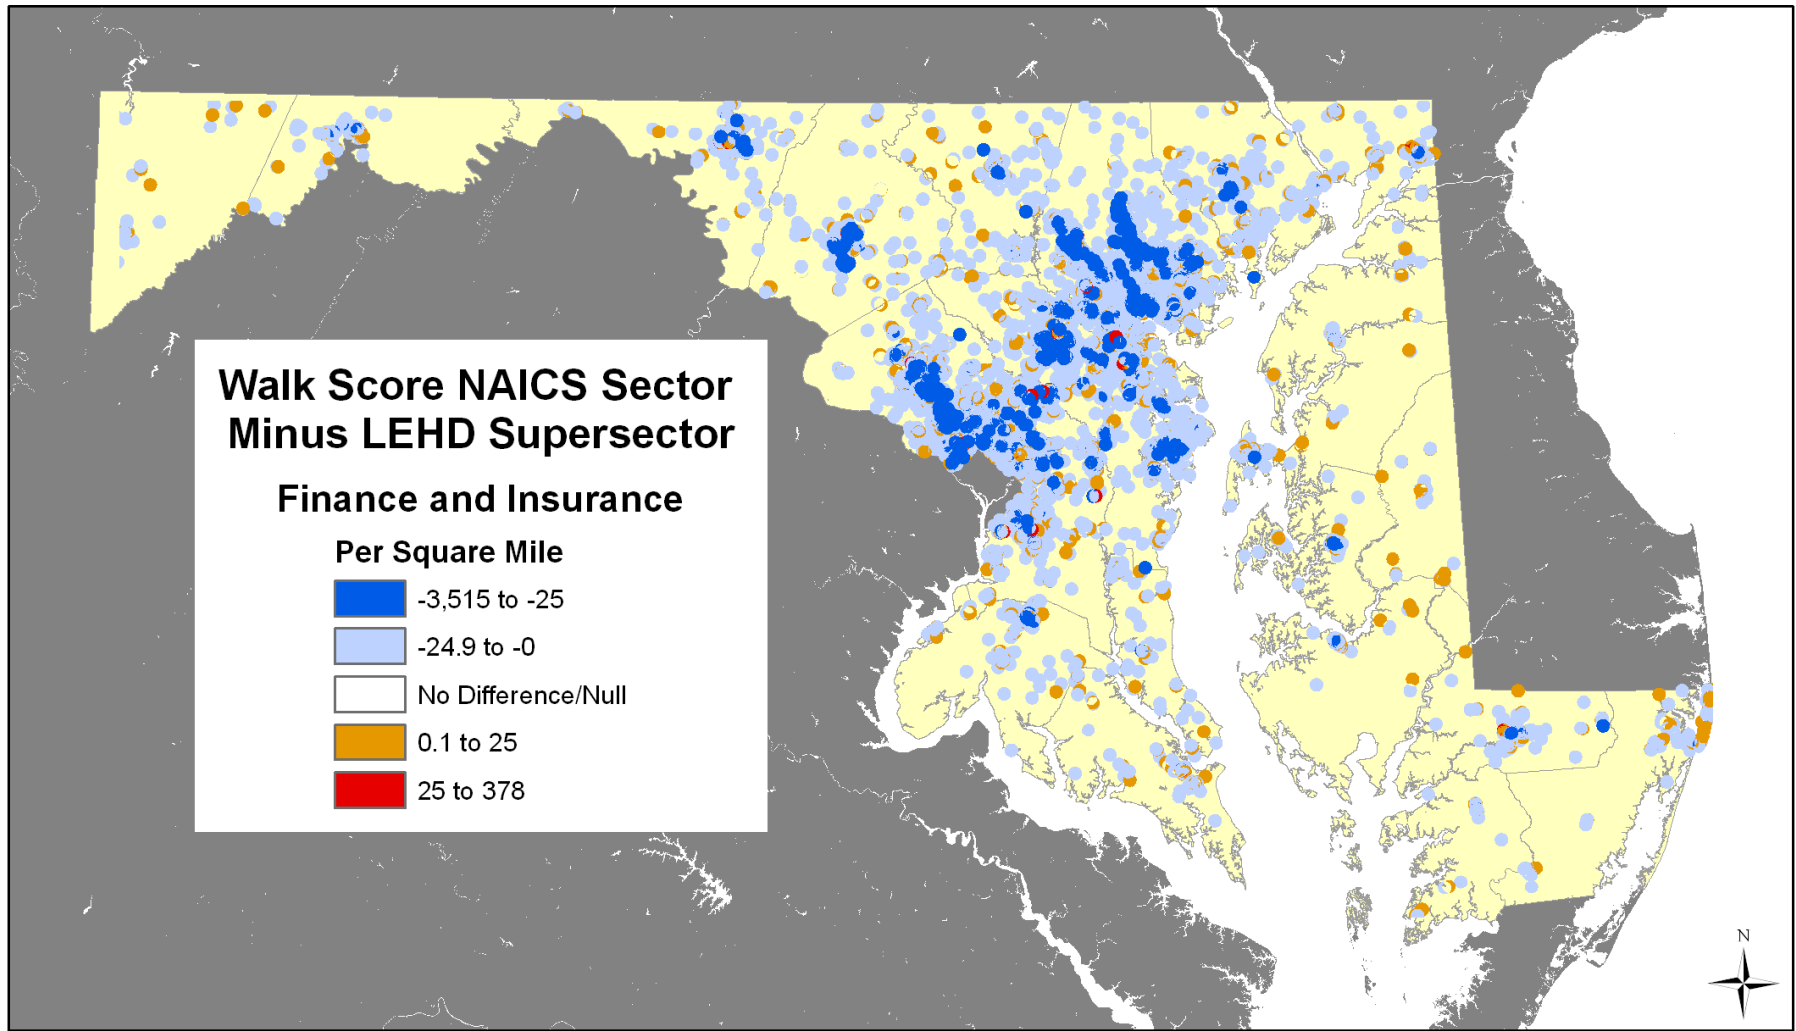 Walk Score NAICS Sector
Minus LEHD Supersector
Finance and Insurance
Per Square Mile
-3,515 to -25
-24.9 to -0
No Difference/Null
0.1 to 25
25 to 378
N